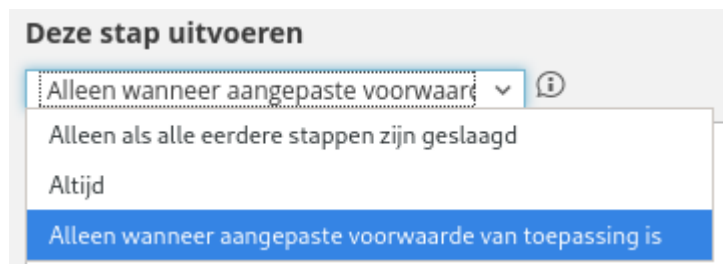 Deze stap uitvoeren
Alleen wanneer aangepaste voorwaard
Alleen als alle eerdere stappen zijn geslaagd
Altijd
Alleen wanneer aangepaste voorwaarde van toepassing is